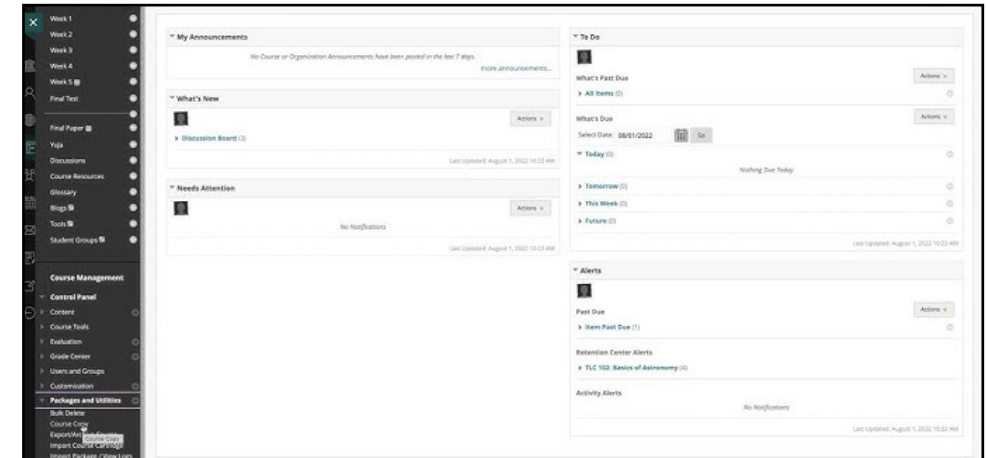 Week 1
Week 2
Week 3
Week 4
Week 5
Final Test
Final Paper
Yuja
Discussions
Course Resources
Glossary
Blogs
Tools
Student Groups
Course Management
Control Panel
Content
Course Tools
Evaluation
Grade Center
Users and Groups
Customization
Packages and Utilities
Bulk Delete
Course Copy
Course Copy
Import Package / View Logs
My Announcements
No Course or Organization Announcements have been posted in the last 7 days.
more announcements...
What's New
Actions
Discussion Board (3)
Last Updated: August 1, 2022 10:22 AM
Needs Attention
Actions
No Notifications
Last Updated: August 1, 2022 10:22 AM
To Do
What's Past Due
Actions
All Items (0)
What's Due
Actions
Select Date: 08/01/2022 Go
Today (0)
Nothing Due Today
Tomorrow (0)
This Week (0)
Future (0)
Last Updated: August 1, 2022 10:22 AM
Alerts
Past Due
Actions
Item Past Due (1)
Retention Center Alerts
TLC 102: Basics of Astronomy (4)
Activity Alerts
No Notifications
Last Updated: August 1, 2022 10:22 AM